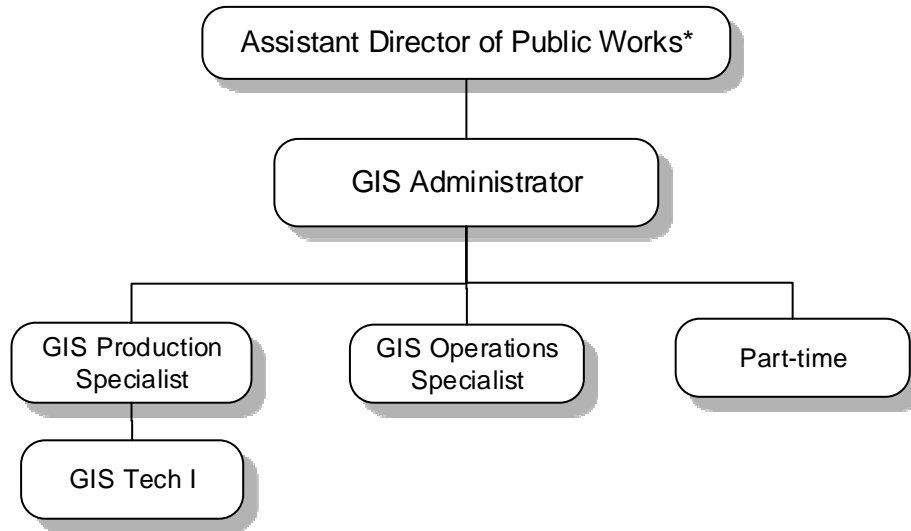 Assistant Director of Public Works*
GIS Administrator
GIS Production
Specialist
GIS Operations
Specialist
Part-time
GIS Tech I